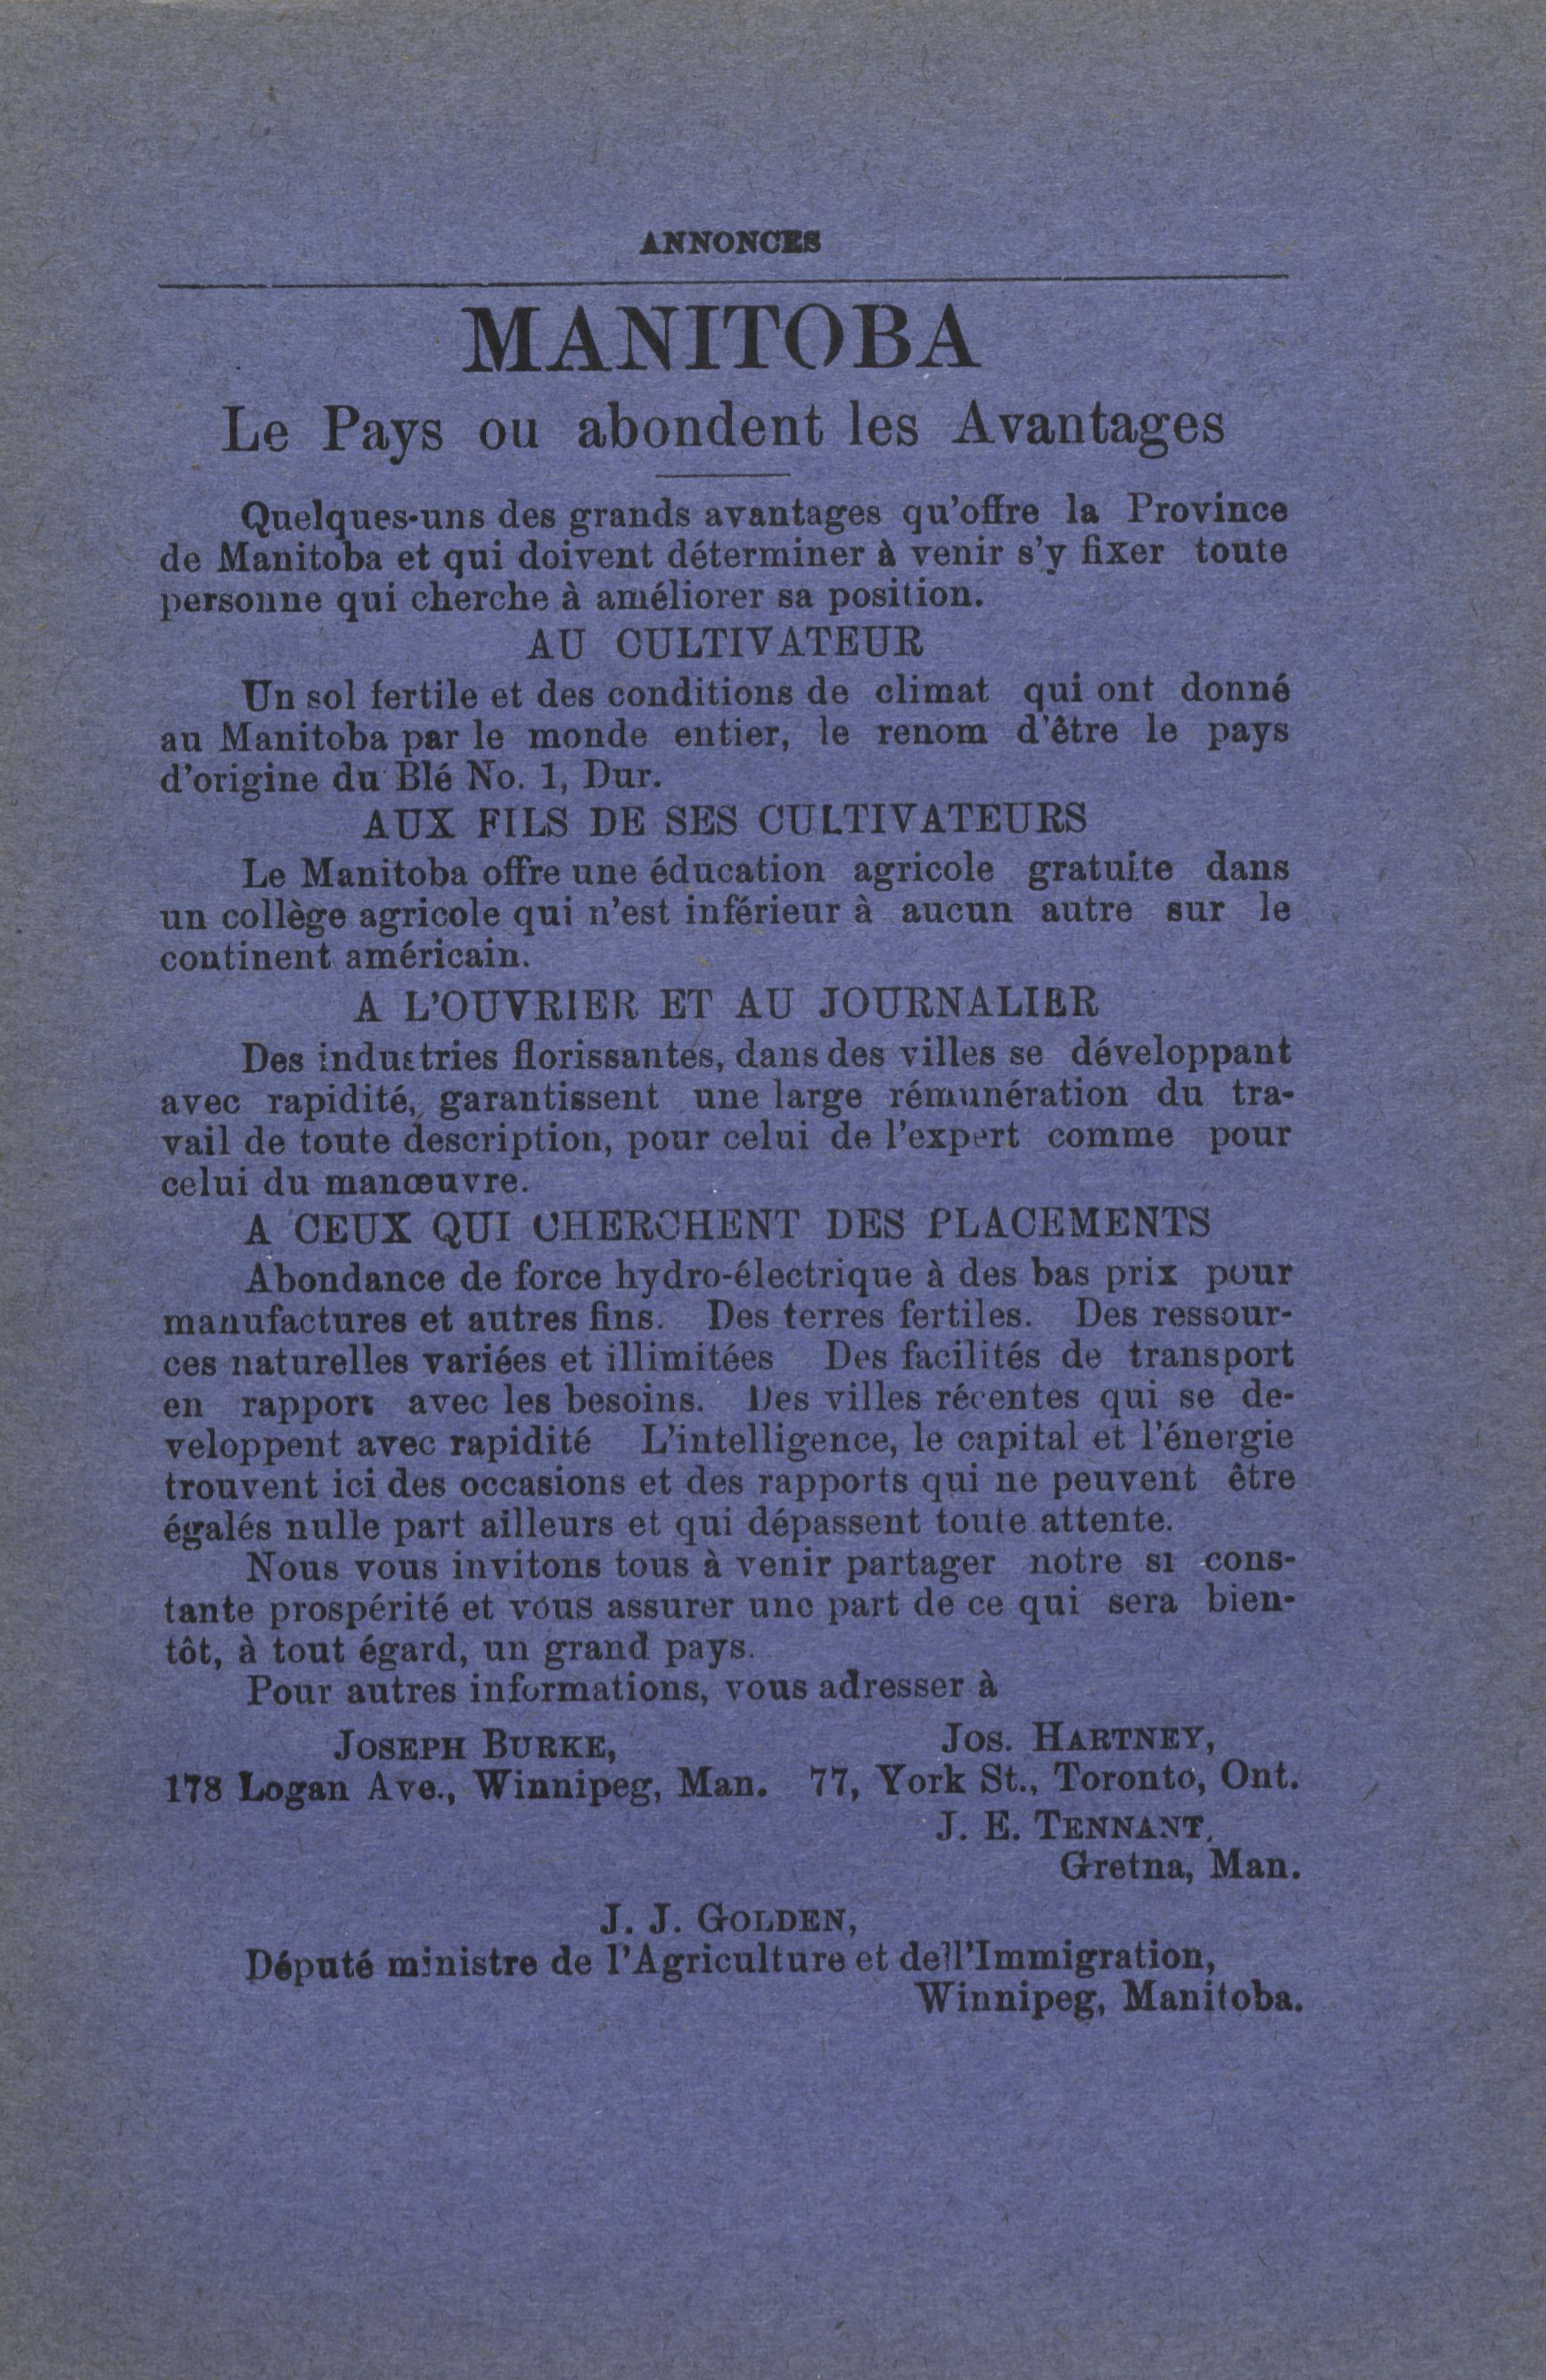 ANNONCES
MANITOBA
Le Pays ou abondent les Avantages
Quelques-uns des grands avantages qu'offre la Province
de Manitoba et qui doivent déterminer à venir s'y fixer toute
personne qui cherche à améliorer sa position.
AU CULTIVATEUR
Un sol fertile et des conditions de climat qui ont donné
au Manitoba par le monde entier, le renom d'être le pays
d'origine du Blé No. 1, Dur.
AUX FILS DE SES CULTIVATEURS
Le Manitoba offre une éducation agricole gratuite dans
un collège agricole qui n'est inférieur à aucun autre sur le
continent américain.
A L'OUVRIER ET AU JOURNALIER
Des industries florissantes, dans des villes se développant
avec rapidité, garantissent une large rémunération du tra-
vail de toute description, pour celui de l'expert comme pour
celui du manœuvre.
A CEUX QUI CHERCHENT DES PLACEMENTS
Abondance de force hydro-électrique à des bas prix pour
manufactures et autres fins. Des terres fertiles. Des ressour-
ces naturelles variées et illimitées Des facilités de transport
en rapport avec les besoins. Des villes récentes qui se de-
veloppent avec rapidité L'intelligence, le capital et l'énergie
trouvent ici des occasions et des rapports qui ne peuvent être
égalés nulle part ailleurs et qui dépassent toute attente.
Nous vous invitons tous à venir partager notre si cons-
tante prospérité et vous assurer une part de ce qui sera bien-
tôt, à tout égard, un grand pays.
Pour autres informations, vous adresser à
JOSEPH BURKE,
178 Logan Ave., Winnipeg, Man.
JOS. HARTNEY,
77, York St., Toronto, Ont.
J. E. TENNANT,
Gretna, Man.
J. J. GOLDEN,
Député ministre de l'Agriculture et de l'Immigration,
Winnipeg, Manitoba.